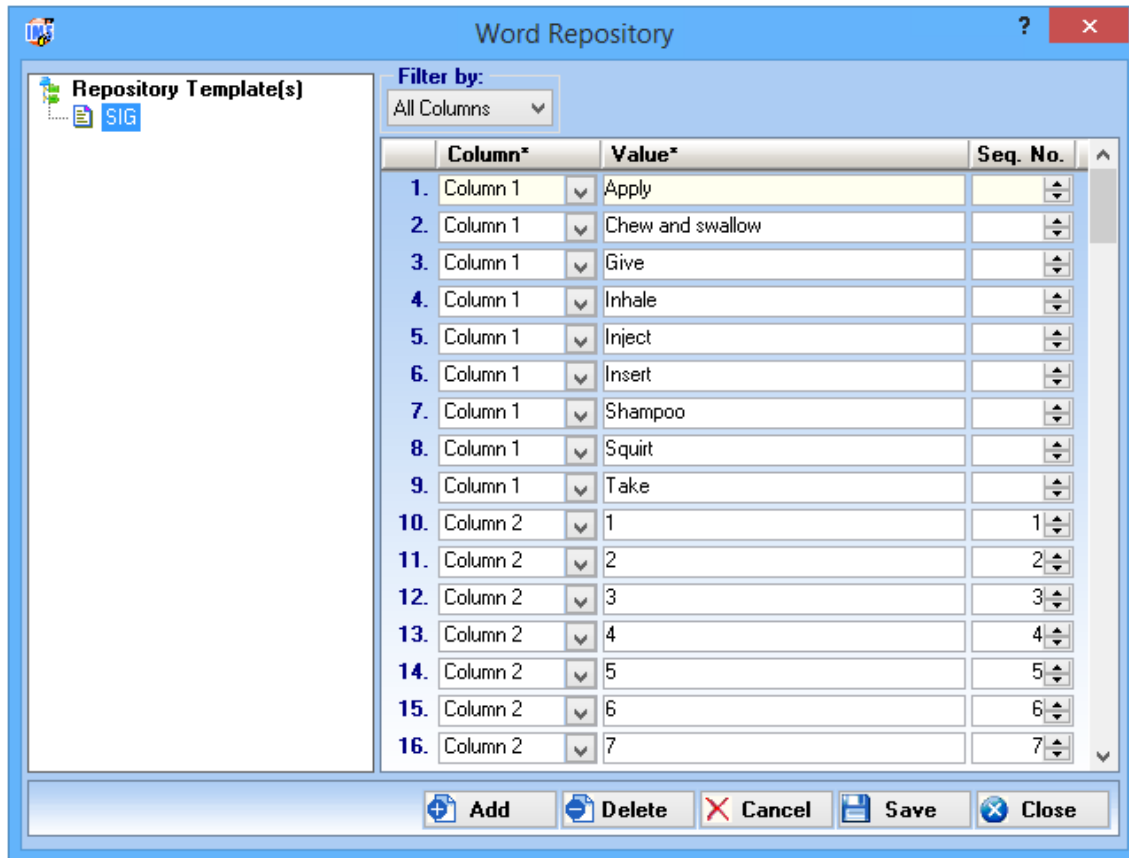 IMS
Word Repository ?
Repository Template(s)
SIG
Filter by:
All Columns
Column* Value* Seq. No.
1. Column 1 Apply
2. Column 1 Chew and swallow
3. Column 1 Give
4. Column 1 Inhale
5. Column 1 Inject
6. Column 1 Insert
7. Column 1 Shampoo
8. Column 1 Squirt
9. Column 1 Take
10. Column 2 1 1
11. Column 2 2 2
12. Column 2 3 3
13. Column 2 4 4
14. Column 2 5 5
15. Column 2 6 6
16. Column 2 7 7
Add Delete Cancel Save Close